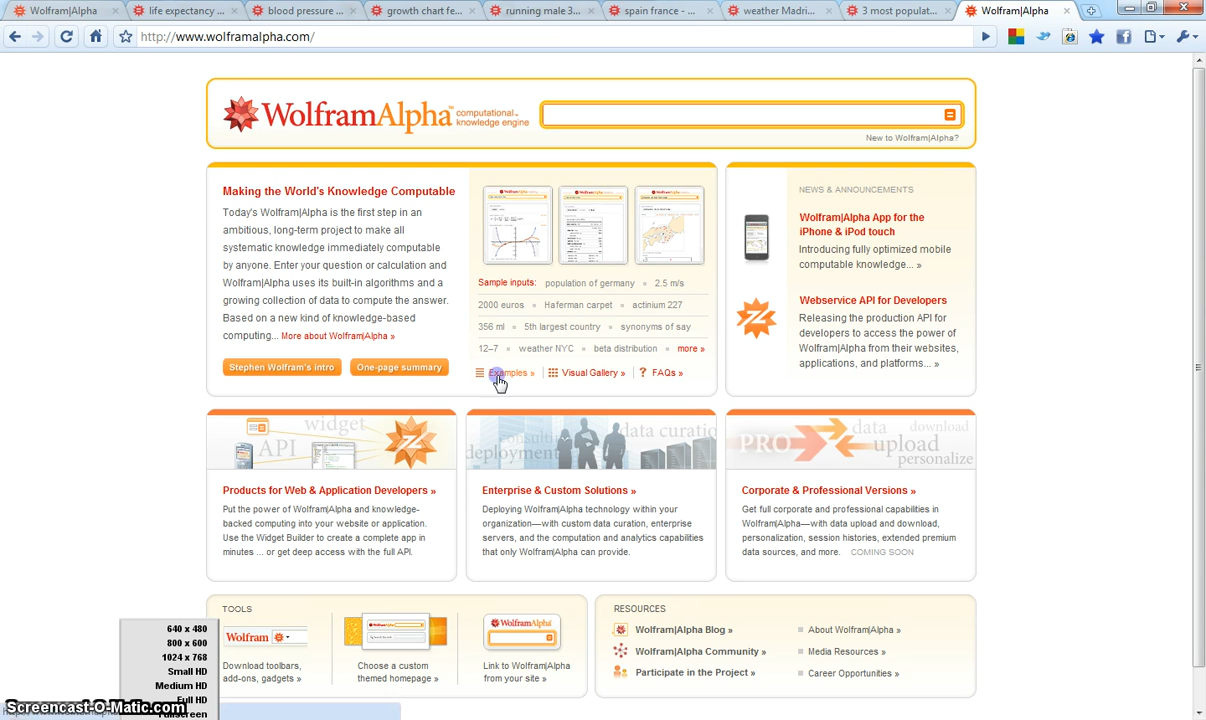 Wolfram|Alpha
life expectancy ...
blood pressure ...
growth chart fe...
running male 3...
spain france - ...
weather Madri...
3 most populat...
Wolfram|Alpha
http://www.wolframalpha.com/
WolframAlpha™ computational™
knowledge engine
New to Wolfram|Alpha?
Making the World's Knowledge Computable
Today's Wolfram|Alpha is the first step in an
ambitious, long-term project to make all
systematic knowledge immediately computable
by anyone. Enter your question or calculation and
Wolfram|Alpha uses its built-in algorithms and a
growing collection of data to compute the answer.
Based on a new kind of knowledge-based
computing... More about Wolfram|Alpha »
Stephen Wolfram's intro
One-page summary
Sample inputs: population of germany 2.5 m/s
2000 euros Haferman carpet actinium 227
356 ml 5th largest country synonyms of say
12–7 weather NYC beta distribution more »
Examples » Visual Gallery » ? FAQs »
NEWS & ANNOUNCEMENTS
Wolfram|Alpha App for the
iPhone & iPod touch
Introducing fully optimized mobile
computable knowledge... »
Webservice API for Developers
Releasing the production API for
developers to access the power of
Wolfram|Alpha from their websites,
applications, and platforms... »
widget
API
Products for Web & Application Developers »
Put the power of Wolfram|Alpha and knowledge-
backed computing into your website or application.
Use the Widget Builder to create a complete app in
minutes ... or get deep access with the full API.
consulting
data curation
deployment
Enterprise & Custom Solutions »
Deploying Wolfram|Alpha technology within your
organization—with custom data curation, enterprise
servers, and the computation and analytics capabilities
that only Wolfram|Alpha can provide.
data download
PRO upload
personalize
Corporate & Professional Versions »
Get full corporate and professional capabilities in
Wolfram|Alpha—with data upload and download,
personalization, session histories, extended premium
data sources, and more. COMING SOON
TOOLS
Wolfram
Download toolbars,
add-ons, gadgets »
Choose a custom
themed homepage »
WolframAlpha
Link to Wolfram|Alpha
from your site »
RESOURCES
Wolfram|Alpha Blog »
Wolfram|Alpha Community »
Participate in the Project »
About Wolfram|Alpha »
Media Resources »
Career Opportunities »
640 x 480
800 x 600
1024 x 768
Small HD
Medium HD
Full HD
Fullscreen
Screencast-O-Matic.com